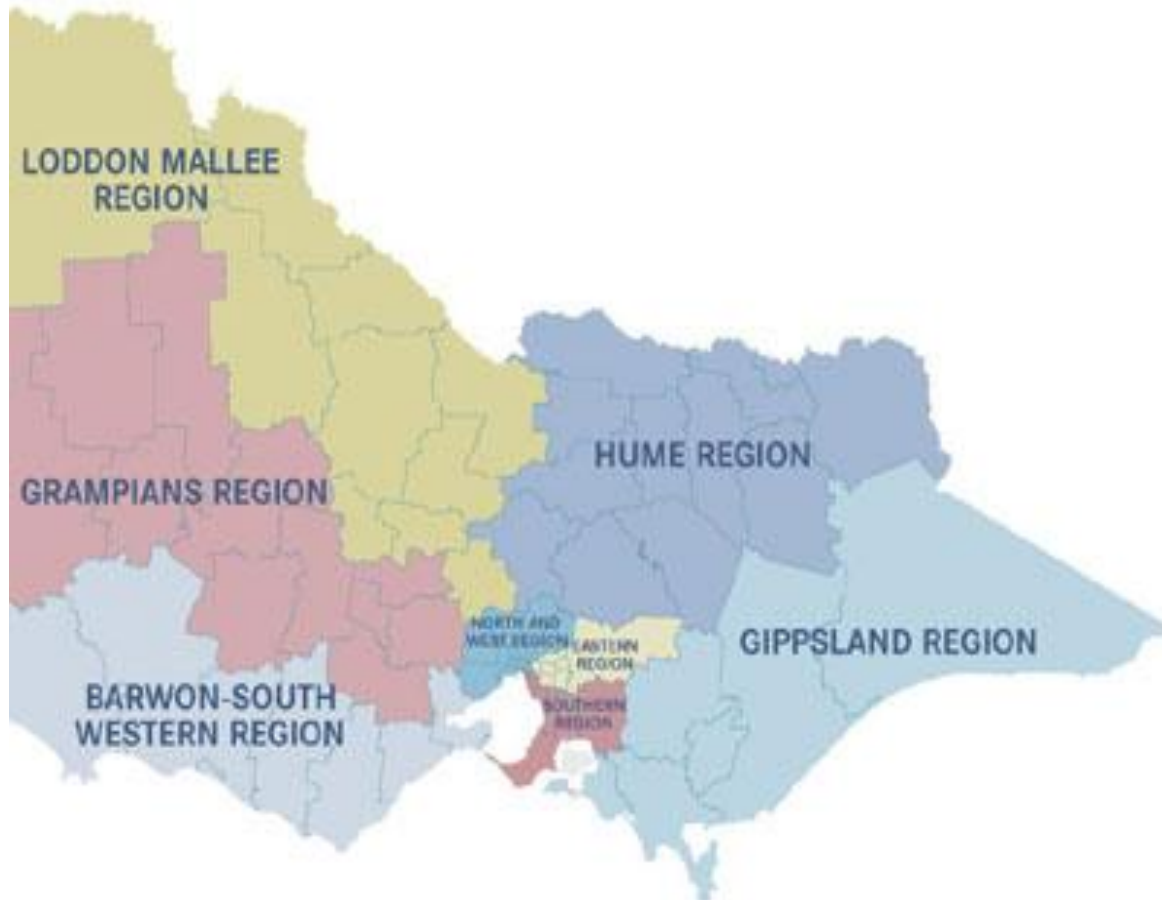 LODDON MALLEE
REGION
HUME REGION
GRAMPIANS REGION
NORTH AND
WEST REGION
EASTERN
REGION
GIPPSLAND REGION
BARWON-SOUTH
WESTERN REGION
SOUTHERN
REGION